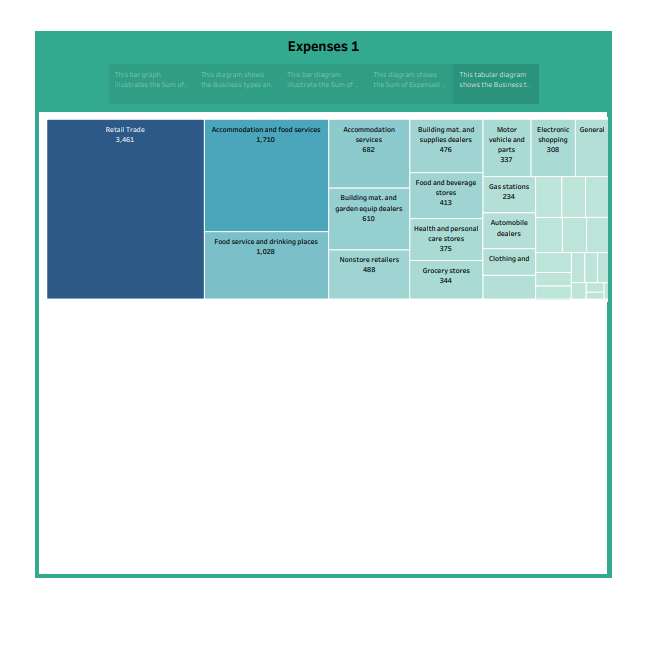 Expenses 1
This bar graph
illustrates the Sum of..
This diagram shows
the Business types an..
This bar diagram
illustrats the Sum of ..
This diagram shows
the Sum of Expensed ..
This tabular diagram
shows the Business t..
Retail Trade
3,461
Accommodation and food services
1,710
Food service and drinking places
1,028
Accommodation
services
682
Building mat. and
garden equip dealers
610
Nonstore retailers
488
Building mat. and
supplies dealers
476
Food and beverage
stores
413
Health and personal
care stores
375
Grocery stores
344
Motor
vehicle and
parts
337
Gas stations
234
Automobile
dealers
Clothing and
Electronic
shopping
308
General